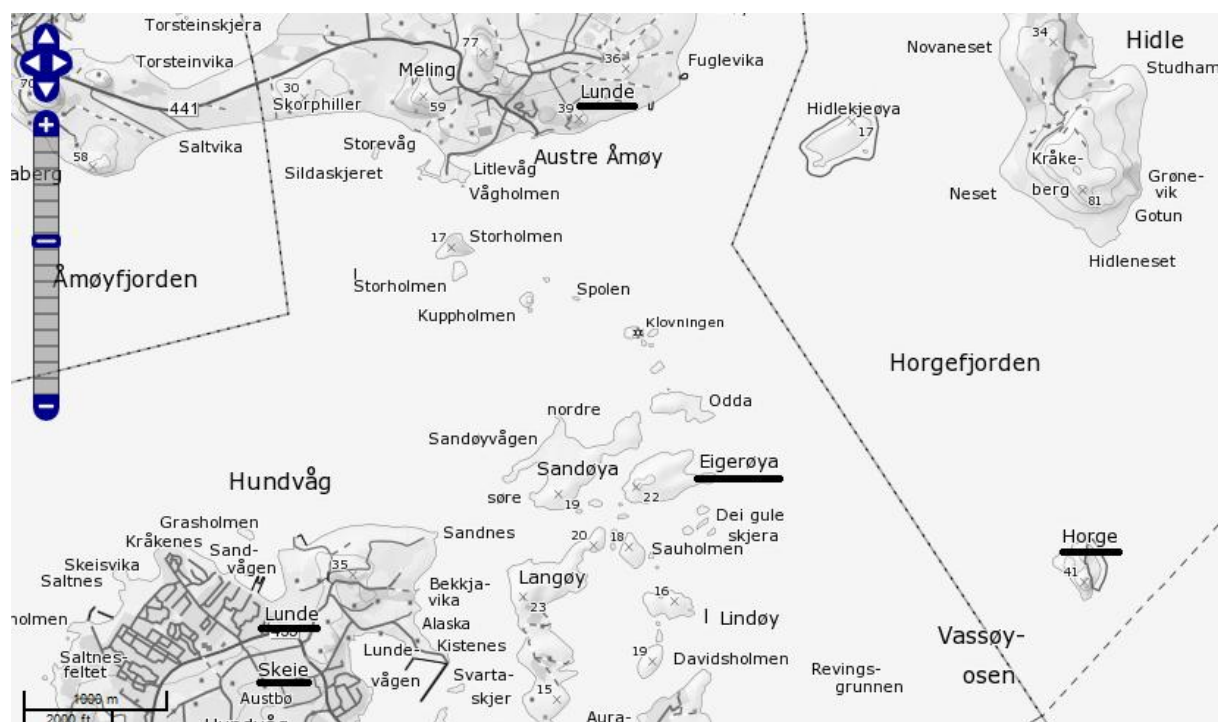 Torsteinskjera
Torsteinvika
77
Meling
36
Fuglevika
34
Novaneset
Hidle
Studham
70
441
30
Skorphiller
59
39
Lunde
Hidlekjeøya
17
58
aberg
Saltvika
Storevåg
Sildaskjeret
Litlevåg
Vågholmen
Austre Åmøy
Kråke-
berg
81
Neset
Grøne-
vik
Gotun
Hidleneset
17
Storholmen
Åmøyfjorden
Storholmen
Kuppholmen
Spolen
Klovningen
Horgefjorden
nordre
Odda
Sandøyvågen
Sandøya
Eigerøya
Hundvåg
søre
19
22
Dei gule
skjera
Grasholmen
Kråkenes
Skeisvika
Saltnes
Sand-
vågen
Sandnes
20
18
Sauholmen
Horge
41
35
Langøy
23
Bekkja-
vika
16
Lindøy
holmen
Lunde
Alaska
Kistenes
Vassøy-
osen
Saltnes-
feltet
Skeie
Lunde-
vågen
Svarta-
skjer
19
Davidsholmen
Revings-
grunnen
15
Austbø
1000 m
2000 ft
Hundvåg
Aura-